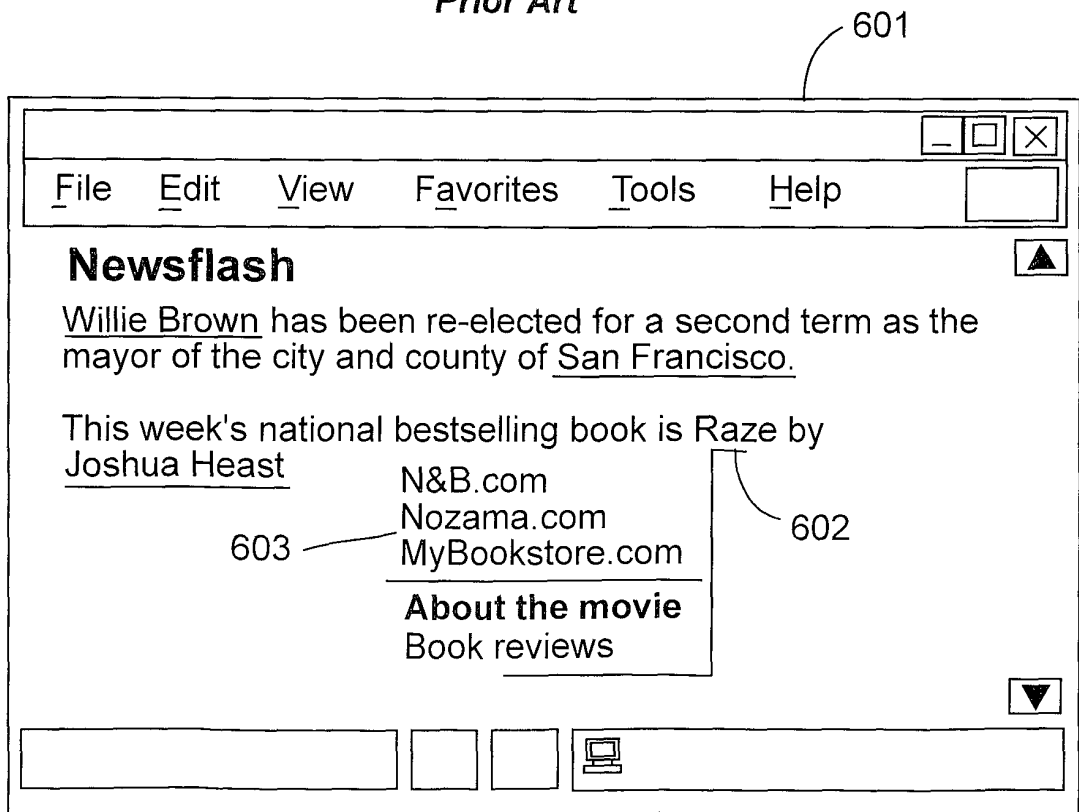 Prior Art
601
File Edit View Favorites Tools Help
Newsflash
Willie Brown has been re-elected for a second term as the
mayor of the city and county of San Francisco.
This week's national bestselling book is Raze by
Joshua Heast
N&B.com
Nozama.com
MyBookstore.com
602
603
About the movie
Book reviews